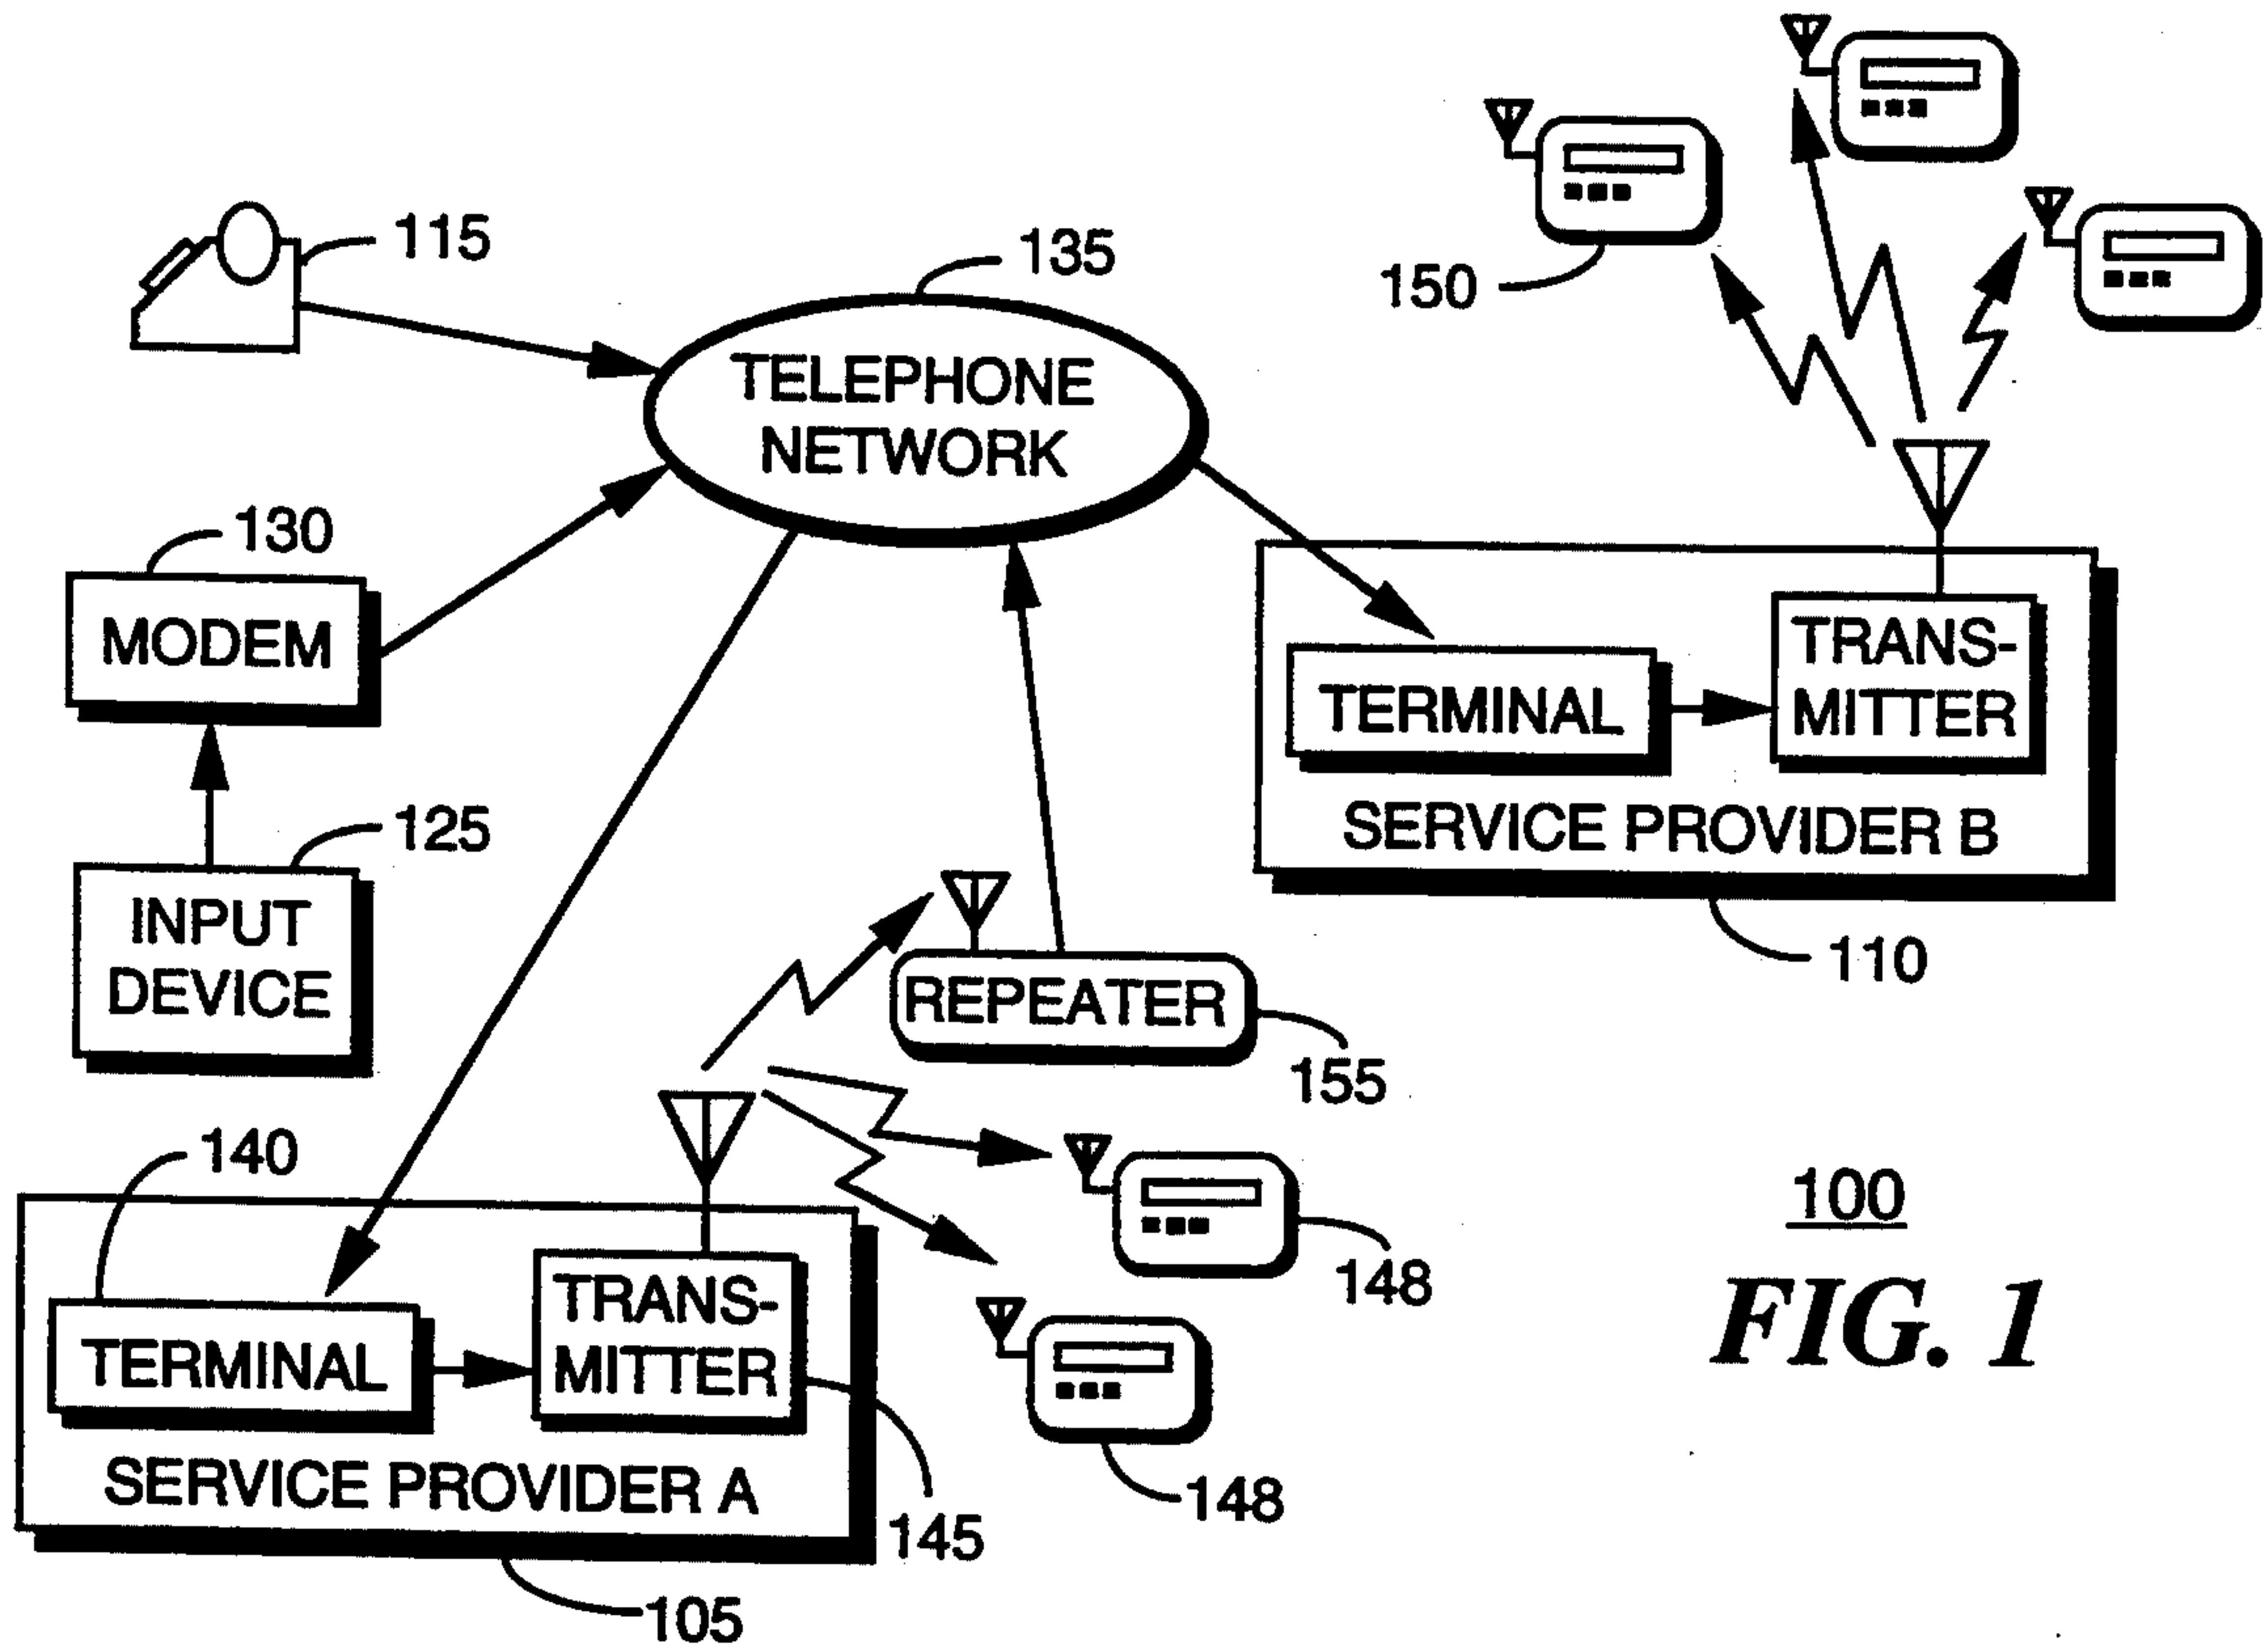 115
135
150
TELEPHONE
NETWORK
130
MODEM
TRANS-
MITTER
TERMINAL
SERVICE PROVIDER B
110
125
INPUT
DEVICE
REPEATER
155
140
148
148
TRANS-
MITTER
TERMINAL
SERVICE PROVIDER A
145
105
100
FIG. 1